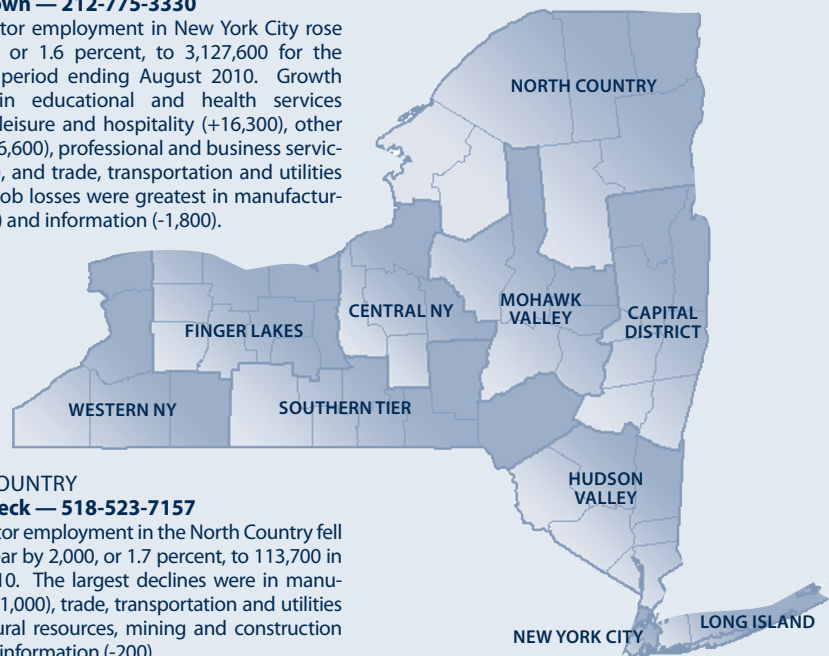 own — 212-775-3330
tor employment in New York City rose
or 1.6 percent, to 3,127,600 for the
period ending August 2010. Growth
in educational and health services
leisure and hospitality (+16,300), other
6,600), professional and business servic-
, and trade, transportation and utilities
ob losses were greatest in manufactur-
) and information (-1,800).
NORTH COUNTRY
FINGER LAKES
CENTRAL NY
MOHAWK
VALLEY
CAPITAL
DISTRICT
WESTERN NY
SOUTHERN TIER
HUDSON
VALLEY
NEW YORK CITY
LONG ISLAND
OUNTRY
eck — 518-523-7157
tor employment in the North Country fell
ar by 2,000, or 1.7 percent, to 113,700 in
10. The largest declines were in manu-
1,000), trade, transportation and utilities
ural resources, mining and construction
information (-200).